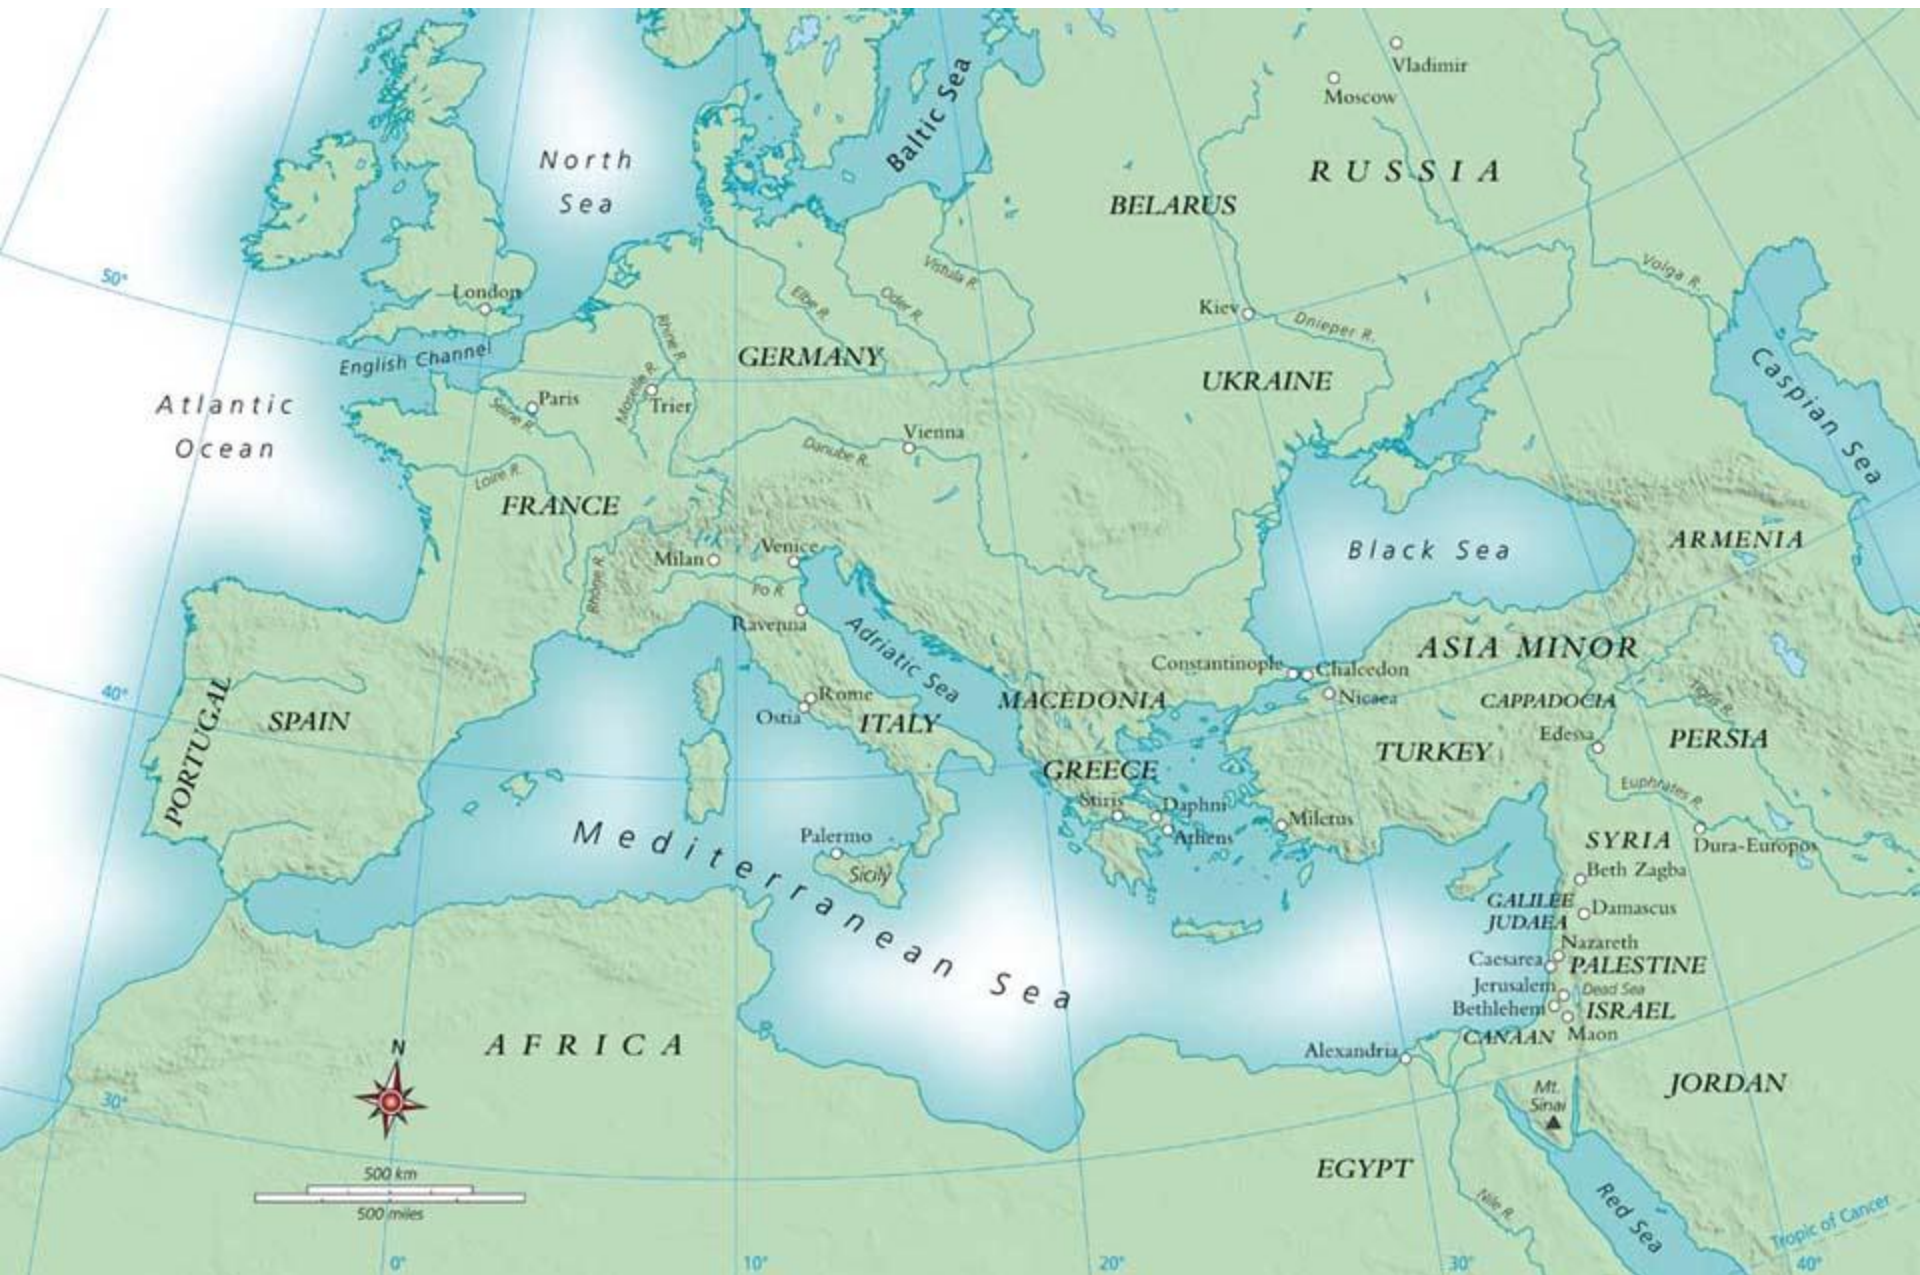 Vladimir
Moscow
Baltic Sea
North
Sea
RUSSIA
BELARUS
50°
London
Vistula R.
Elbe R.
Oder R.
Volga R.
Kiev
Dnieper R.
English Channel
Rhine R.
GERMANY
UKRAINE
Caspian Sea
Atlantic
Ocean
Paris
Seine R.
Moselle R.
Trier
Vienna
Danube R.
Loire R.
FRANCE
Black Sea
ARMENIA
Milan
Venice
Rhône R.
Po R.
Ravenna
Adriatic Sea
ASIA MINOR
Constantinople
Chalcedon
Nicaea
40°
PORTUGAL
SPAIN
Rome
Ostia
ITALY
MACEDONIA
CAPPADOCIA
Tigris R.
Edessa
PERSIA
TURKEY
GREECE
Euphrates R.
Stiris
Daphni
Athens
Miletus
Mediterranean Sea
Palermo
Sicily
SYRIA
Dura-Europos
Beth Zagba
GALILEE
JUDAEA
Damascus
Nazareth
Caesarea
PALESTINE
Jerusalem
Dead Sea
Bethlehem
ISRAEL
CANAAN
Maon
Alexandria
AFRICA
N
30°
JORDAN
Mt.
Sinai
500 km
500 miles
EGYPT
Nile R.
Red Sea
Tropic of Cancer
0°
10°
20°
30°
40°